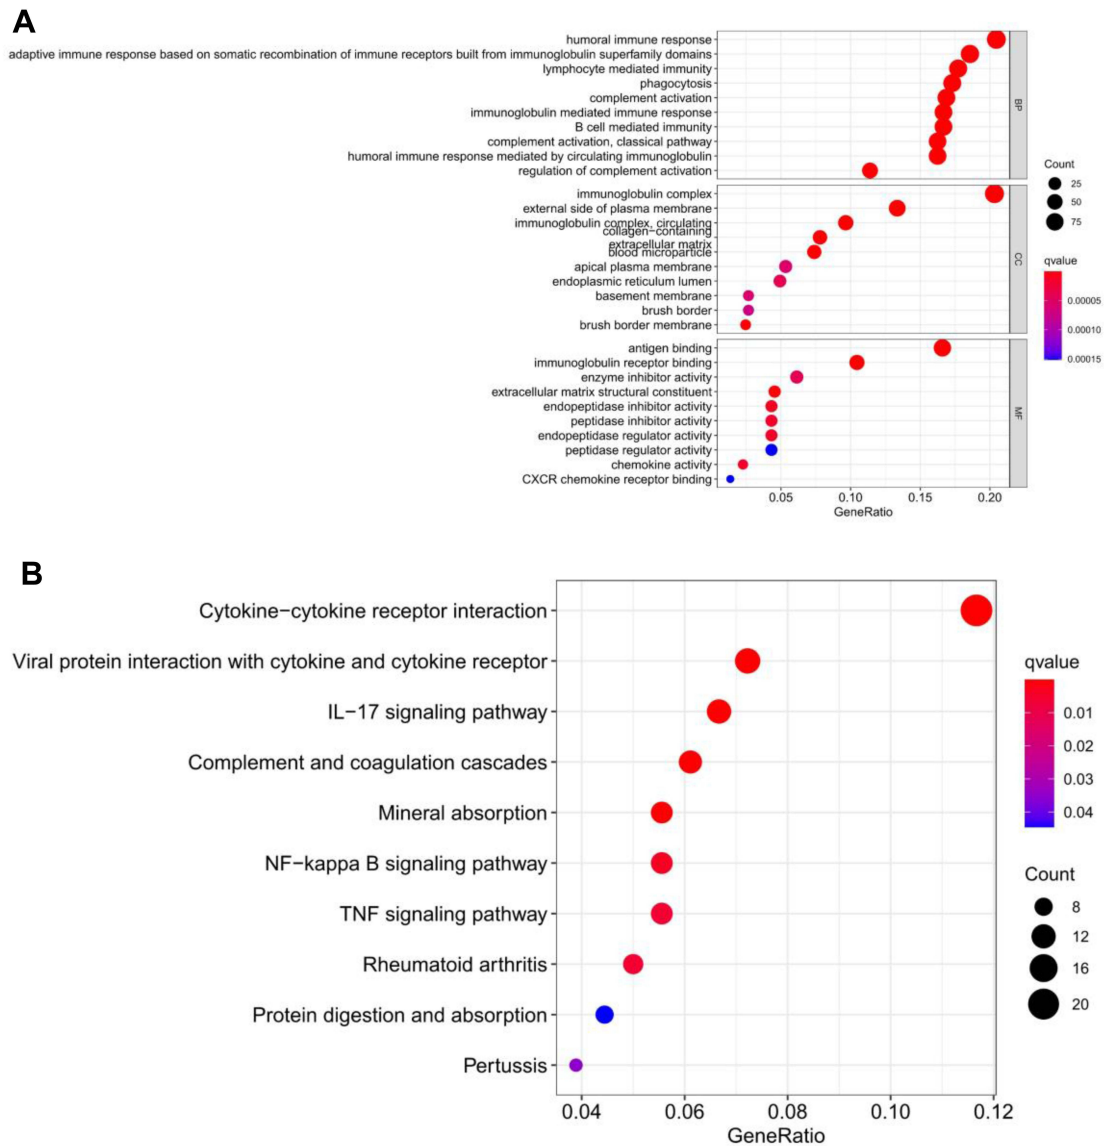 A
humoral immune response
adaptive immune response based on somatic recombination of immune receptors built from immunoglobulin superfamily domains
lymphocyte mediated immunity
phagocytosis
complement activation
immunoglobulin mediated immune response
B cell mediated immunity
complement activation, classical pathway
humoral immune response mediated by circulating immunoglobulin
regulation of complement activation
BP
immunoglobulin complex
external side of plasma membrane
immunoglobulin complex, circulating
collagen−containing
extracellular matrix
blood microparticle
apical plasma membrane
endoplasmic reticulum lumen
basement membrane
brush border
brush border membrane
CC
antigen binding
immunoglobulin receptor binding
enzyme inhibitor activity
extracellular matrix structural constituent
endopeptidase inhibitor activity
peptidase inhibitor activity
endopeptidase regulator activity
peptidase regulator activity
chemokine activity
CXCR chemokine receptor binding
MF
0.05 0.10 0.15 0.20
GeneRatio
Count
25
50
75
qvalue
0.00005
0.00010
0.00015
B
Cytokine−cytokine receptor interaction
Viral protein interaction with cytokine and cytokine receptor
IL−17 signaling pathway
Complement and coagulation cascades
Mineral absorption
NF−kappa B signaling pathway
TNF signaling pathway
Rheumatoid arthritis
Protein digestion and absorption
Pertussis
0.04 0.06 0.08 0.10 0.12
GeneRatio
qvalue
0.01
0.02
0.03
0.04
Count
8
12
16
20